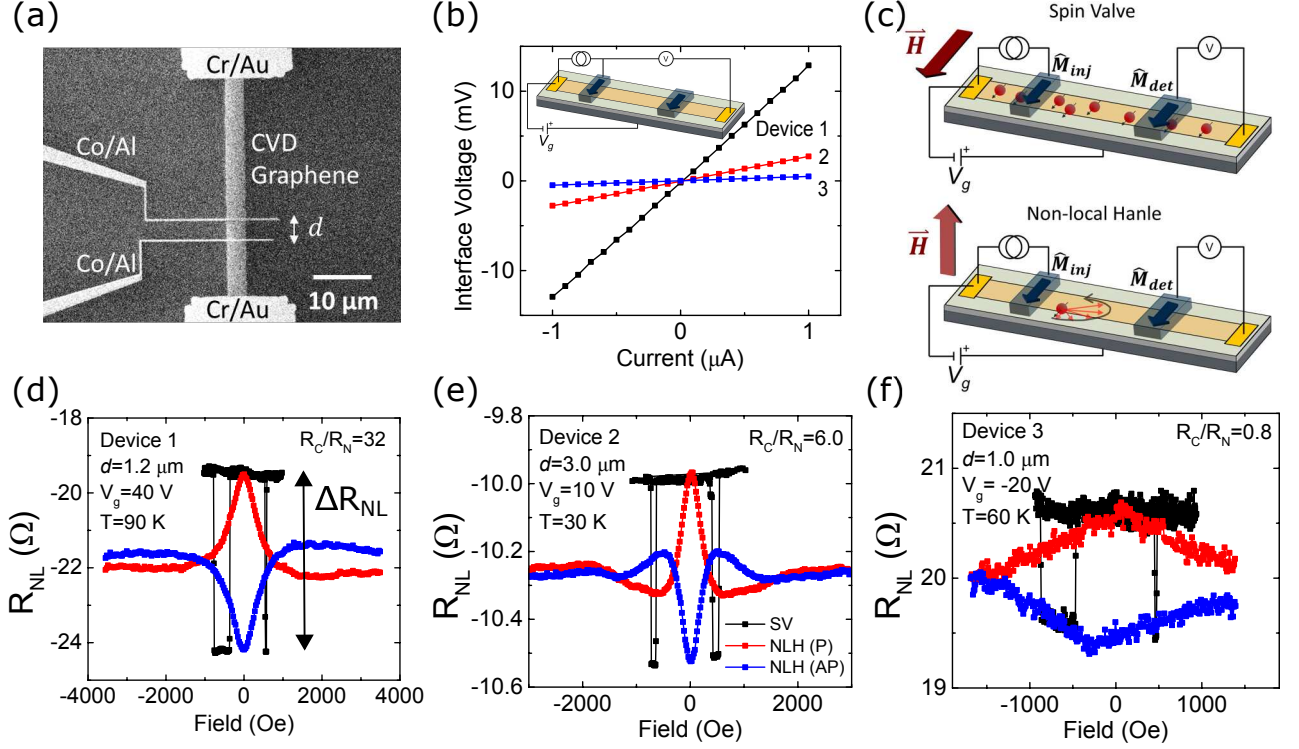 (a)
Cr/Au
Co/Al
CVD
Graphene
d
Co/Al
10 μm
Cr/Au
(b)
Interface Voltage (mV)
10
0
-10
V
V_g
+
Device 1
2
3
-1
0
1
Current (μA)
(c)
Spin Valve
H
M̂_inj
M̂_det
V
+
V_g
Non-local Hanle
H
M̂_inj
M̂_det
V
+
V_g
(d)
R_NL (Ω)
-18
-20
-22
-24
Device 1
d=1.2 μm
V_g=40 V
T=90 K
R_C/R_N=32
ΔR_NL
-4000
-2000
0
2000
4000
Field (Oe)
(e)
R_NL (Ω)
-9.8
-10.0
-10.2
-10.4
-10.6
Device 2
d=3.0 μm
V_g=10 V
T=30 K
R_C/R_N=6.0
SV
NLH (P)
NLH (AP)
-2000
0
2000
Field (Oe)
(f)
R_NL (Ω)
21
20
19
Device 3
d=1.0 μm
V_g= -20 V
T=60 K
R_C/R_N=0.8
-1000
0
1000
Field (Oe)